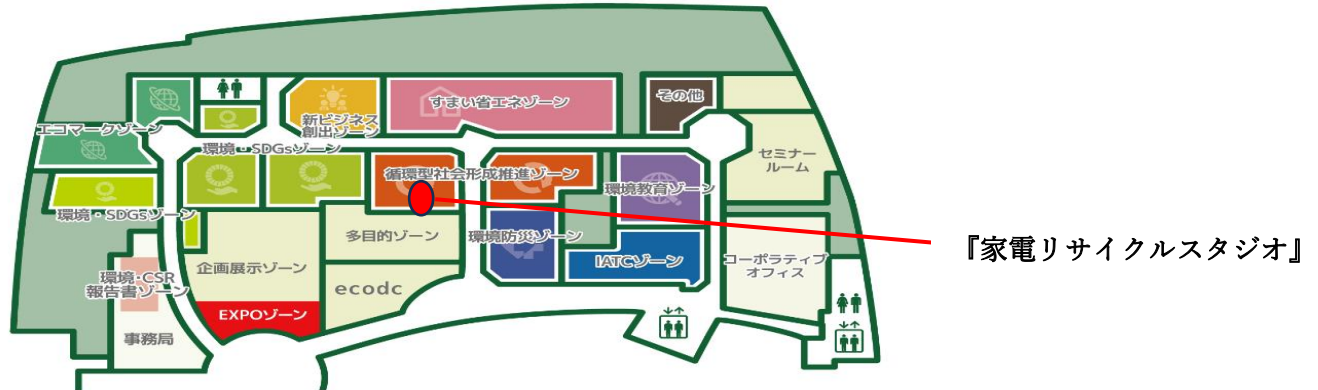 すまい省エネゾーン
その他
新ビジネス
創出ゾーン
エコマークゾーン
環境・SDGsゾーン
セミナー
ルーム
循環型社会形成推進ゾーン
環境教育ゾーン
環境・SDGsゾーン
多目的ゾーン
環境防災ゾーン
『家電リサイクルスタジオ』
企画展示ゾーン
IATCゾーン
コーポラティブ
オフィス
環境・CSR
報告書ゾーン
ecodc
EXPOゾーン
事務局